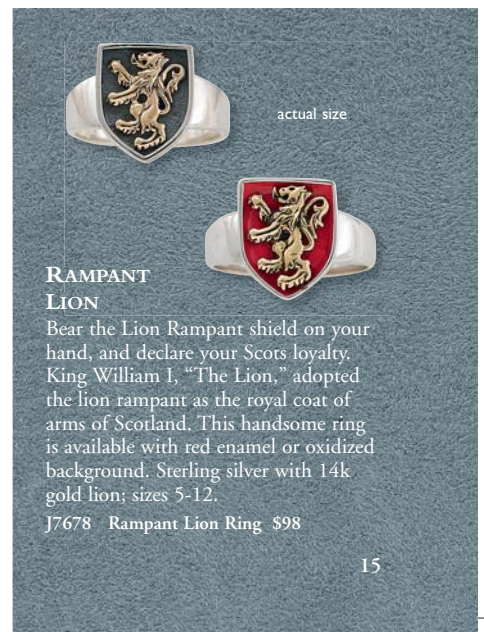 actual size
RAMPANT
LION
Bear the Lion Rampant shield on your
hand, and declare your Scots loyalty.
King William I, “The Lion,” adopted
the lion rampant as the royal coat of
arms of Scotland. This handsome ring
is available with red enamel or oxidized
background. Sterling silver with 14k
gold lion; sizes 5-12.
J7678 Rampant Lion Ring $98
15